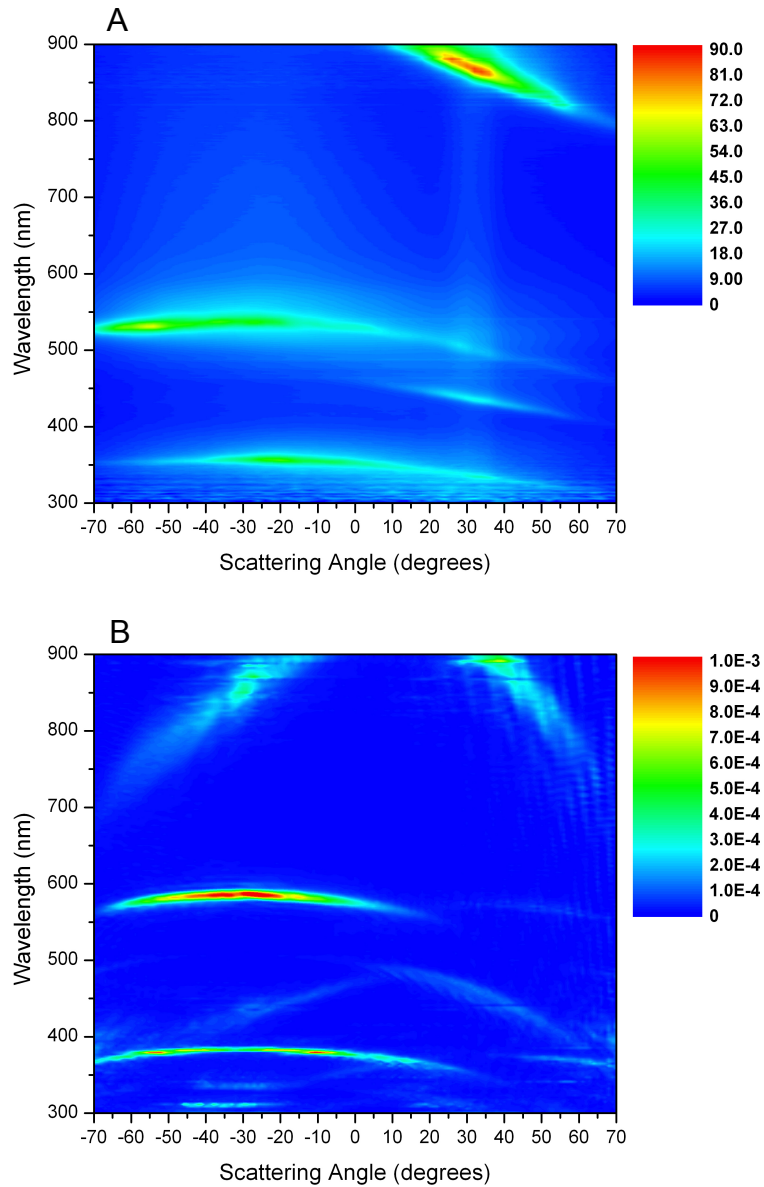 A
900
800
700
600
500
400
300
Wavelength (nm)
-70 -60 -50 -40 -30 -20 -10 0 10 20 30 40 50 60 70
Scattering Angle (degrees)
90.0
81.0
72.0
63.0
54.0
45.0
36.0
27.0
18.0
9.00
0
B
900
800
700
600
500
400
300
Wavelength (nm)
-70 -60 -50 -40 -30 -20 -10 0 10 20 30 40 50 60 70
Scattering Angle (degrees)
1.0E-3
9.0E-4
8.0E-4
7.0E-4
6.0E-4
5.0E-4
4.0E-4
3.0E-4
2.0E-4
1.0E-4
0